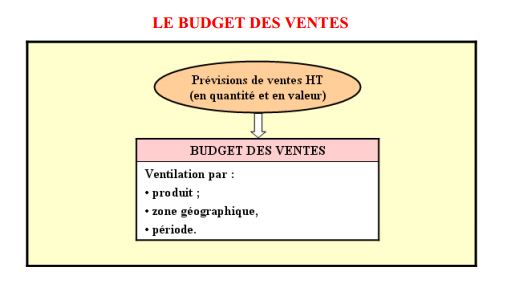 LE BUDGET DES VENTES
Prévisions de ventes HT
(en quantité et en valeur)
BUDGET DES VENTES
Ventilation par :
• produit ;
• zone géographique,
• période.